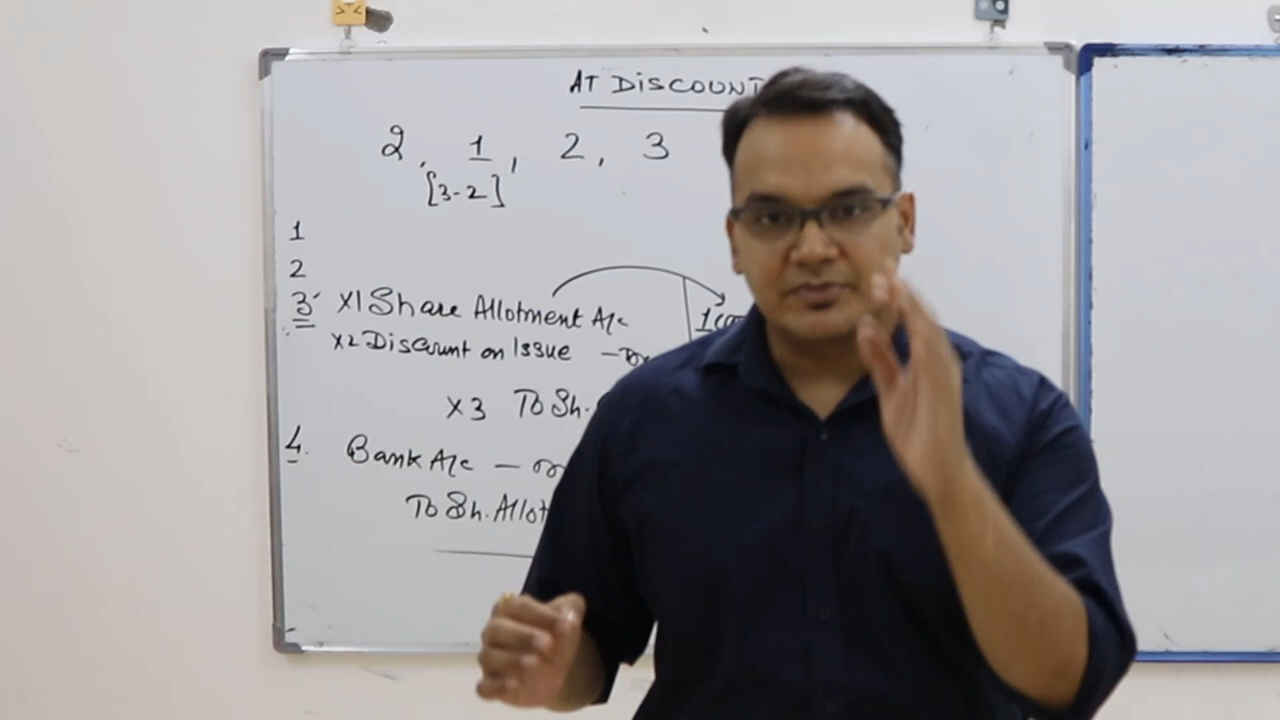 AT DISCOUNT
2, 1, 2, 3
[3-2]
1
2
3 X1 Share Allotment A/c
X2 Discount on Issue -
X3 To Sh.
4. Bank A/c -
To Sh. Allot